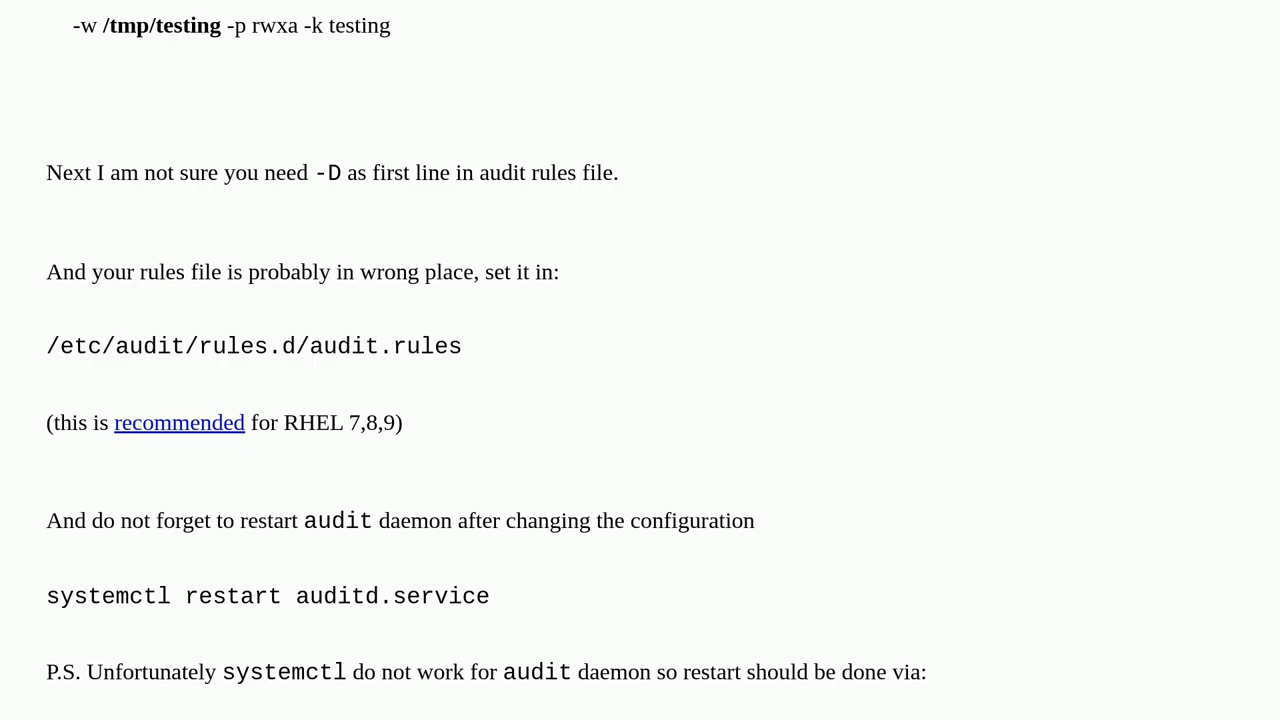 -w /tmp/testing -p rwxa -k testing
Next I am not sure you need -D as first line in audit rules file.
And your rules file is probably in wrong place, set it in:
/etc/audit/rules.d/audit.rules
(this is recommended for RHEL 7,8,9)
And do not forget to restart audit daemon after changing the configuration
systemctl restart auditd.service
P.S. Unfortunately systemctl do not work for audit daemon so restart should be done via: